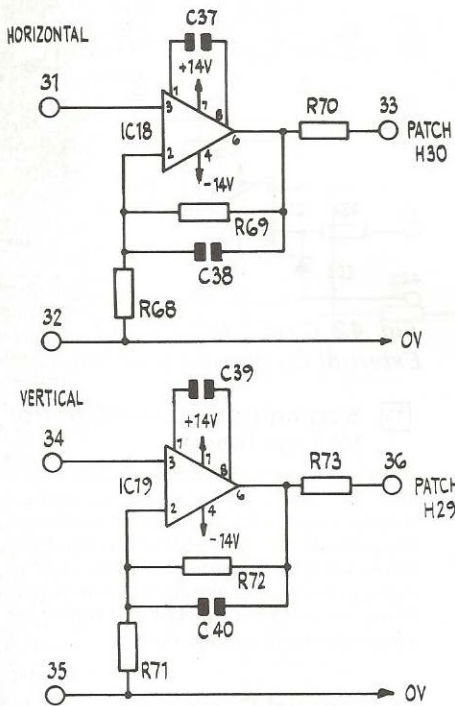 HORIZONTAL
C37
31
+14V
1
3
7
8
IC18
6
2
4
-14V
R70
33
PATCH
H30
R69
C38
R68
32
0V
VERTICAL
C39
34
+14V
1
3
7
8
IC19
6
2
4
-14V
R73
36
PATCH
H29
R72
C40
R71
35
0V